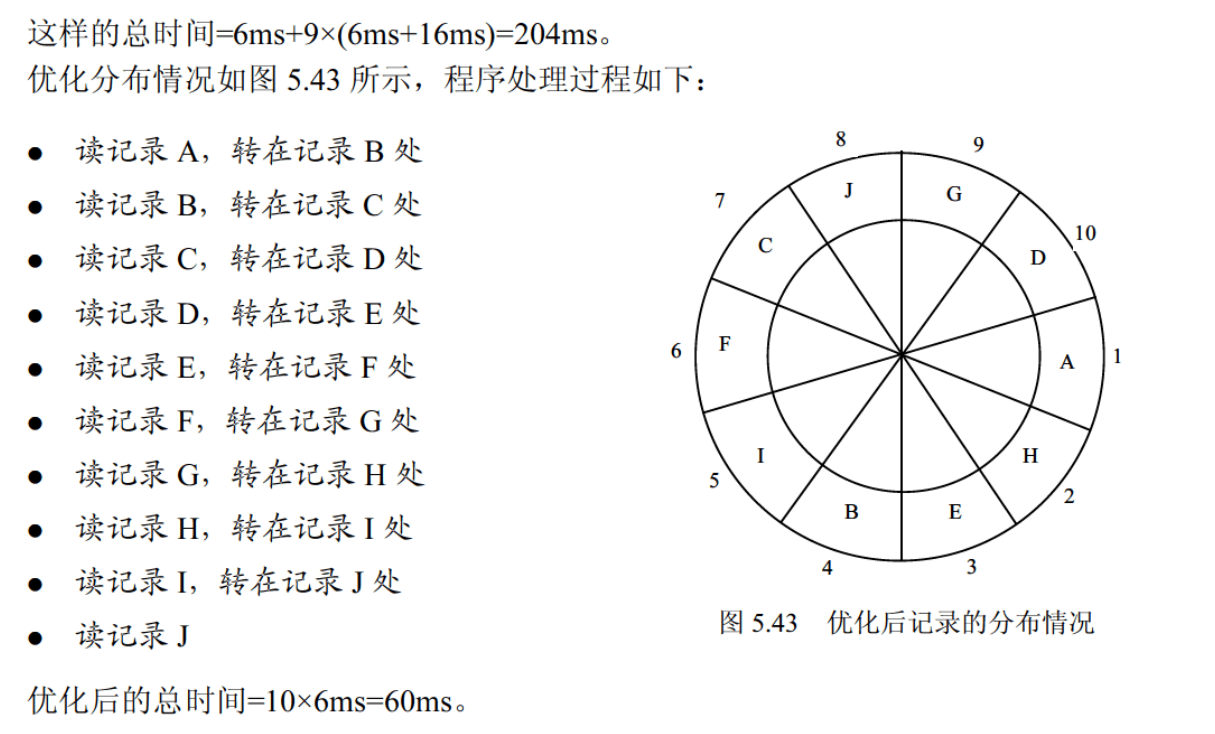 这样的总时间=6ms+9×(6ms+16ms)=204ms。
优化分布情况如图 5.43 所示，程序处理过程如下：
● 读记录 A，转在记录 B 处
● 读记录 B，转在记录 C 处
● 读记录 C，转在记录 D 处
● 读记录 D，转在记录 E 处
● 读记录 E，转在记录 F 处
● 读记录 F，转在记录 G 处
● 读记录 G，转在记录 H 处
● 读记录 H，转在记录 I 处
● 读记录 I，转在记录 J 处
● 读记录 J
8
9
7
J
G
10
C
D
6
F
A
1
I
H
5
B
E
2
4
3
图 5.43 优化后记录的分布情况
优化后的总时间=10×6ms=60ms。